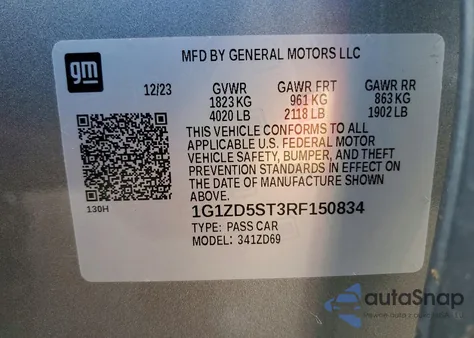 gm
MFD BY GENERAL MOTORS LLC
12/23 GVWR GAWR FRT GAWR RR
1823 KG 961 KG 863 KG
4020 LB 2118 LB 1902 LB
THIS VEHICLE CONFORMS TO ALL
APPLICABLE U.S. FEDERAL MOTOR
VEHICLE SAFETY, BUMPER, AND THEFT
PREVENTION STANDARDS IN EFFECT ON
THE DATE OF MANUFACTURE SHOWN
ABOVE.
130H
1G1ZD5ST3RF150834
TYPE: PASS CAR
MODEL: 341ZD69
autoSnap